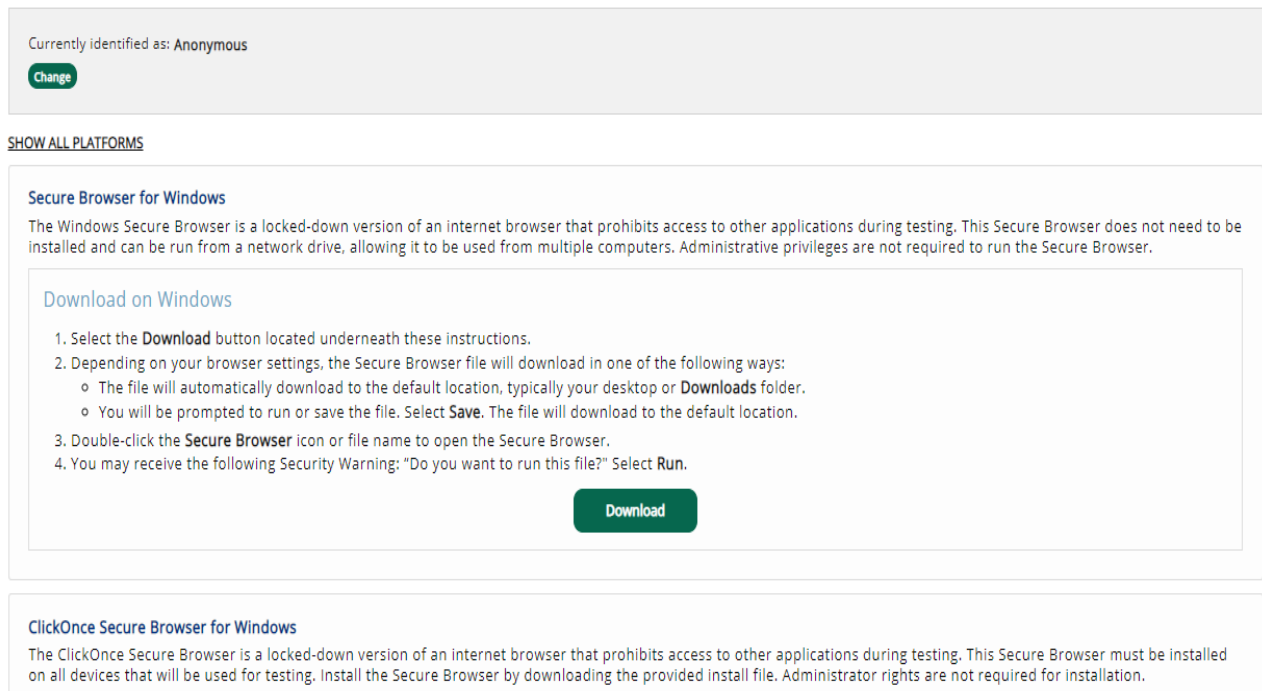 Currently identified as: Anonymous
Change
SHOW ALL PLATFORMS
Secure Browser for Windows
The Windows Secure Browser is a locked-down version of an internet browser that prohibits access to other applications during testing. This Secure Browser does not need to be
installed and can be run from a network drive, allowing it to be used from multiple computers. Administrative privileges are not required to run the Secure Browser.
Download on Windows
1. Select the Download button located underneath these instructions.
2. Depending on your browser settings, the Secure Browser file will download in one of the following ways:
The file will automatically download to the default location, typically your desktop or Downloads folder.
You will be prompted to run or save the file. Select Save. The file will download to the default location.
3. Double-click the Secure Browser icon or file name to open the Secure Browser.
4. You may receive the following Security Warning: "Do you want to run this file?" Select Run.
Download
ClickOnce Secure Browser for Windows
The ClickOnce Secure Browser is a locked-down version of an internet browser that prohibits access to other applications during testing. This Secure Browser must be installed
on all devices that will be used for testing. Install the Secure Browser by downloading the provided install file. Administrator rights are not required for installation.